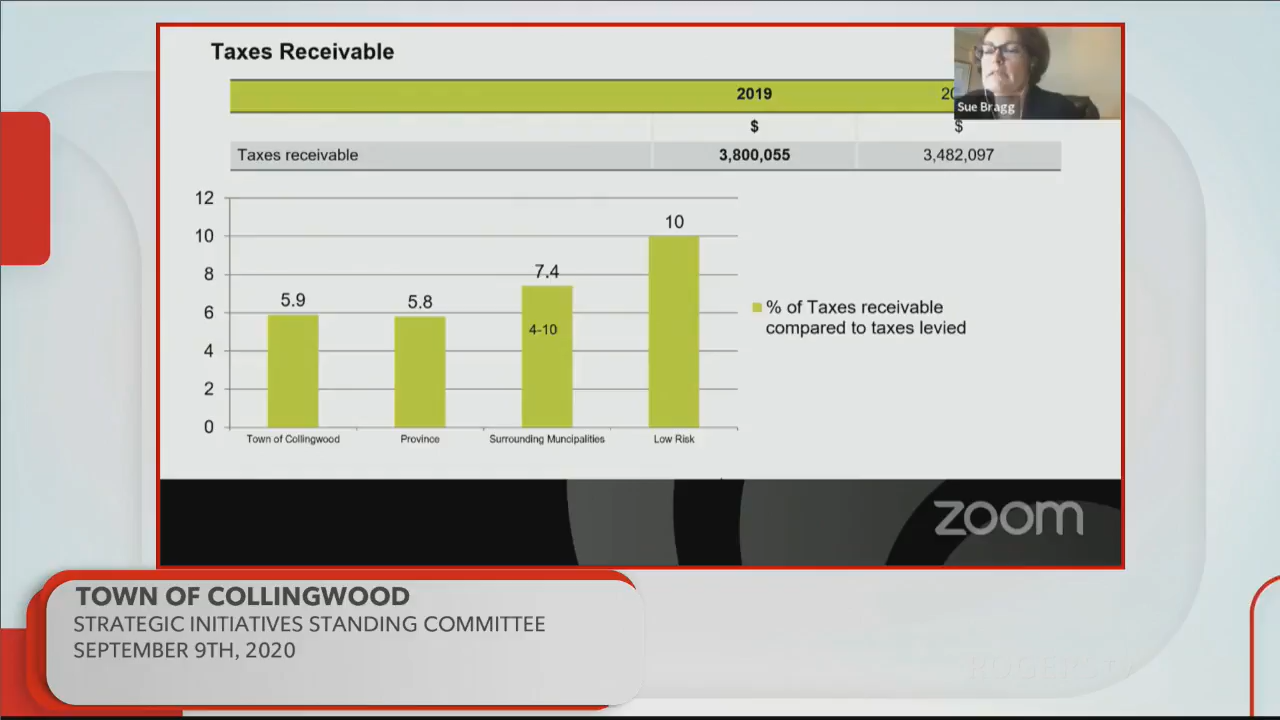 Taxes Receivable
2019
Sue Bragg
$ $
Taxes receivable 3,800,055 3,482,097
12
10
8
6
4
2
0
5.9
5.8
7.4
4-10
10
% of Taxes receivable
compared to taxes levied
Town of Collingwood Province Surrounding Muncipalities Low Risk
zoom
TOWN OF COLLINGWOOD
STRATEGIC INITIATIVES STANDING COMMITTEE
SEPTEMBER 9TH, 2020